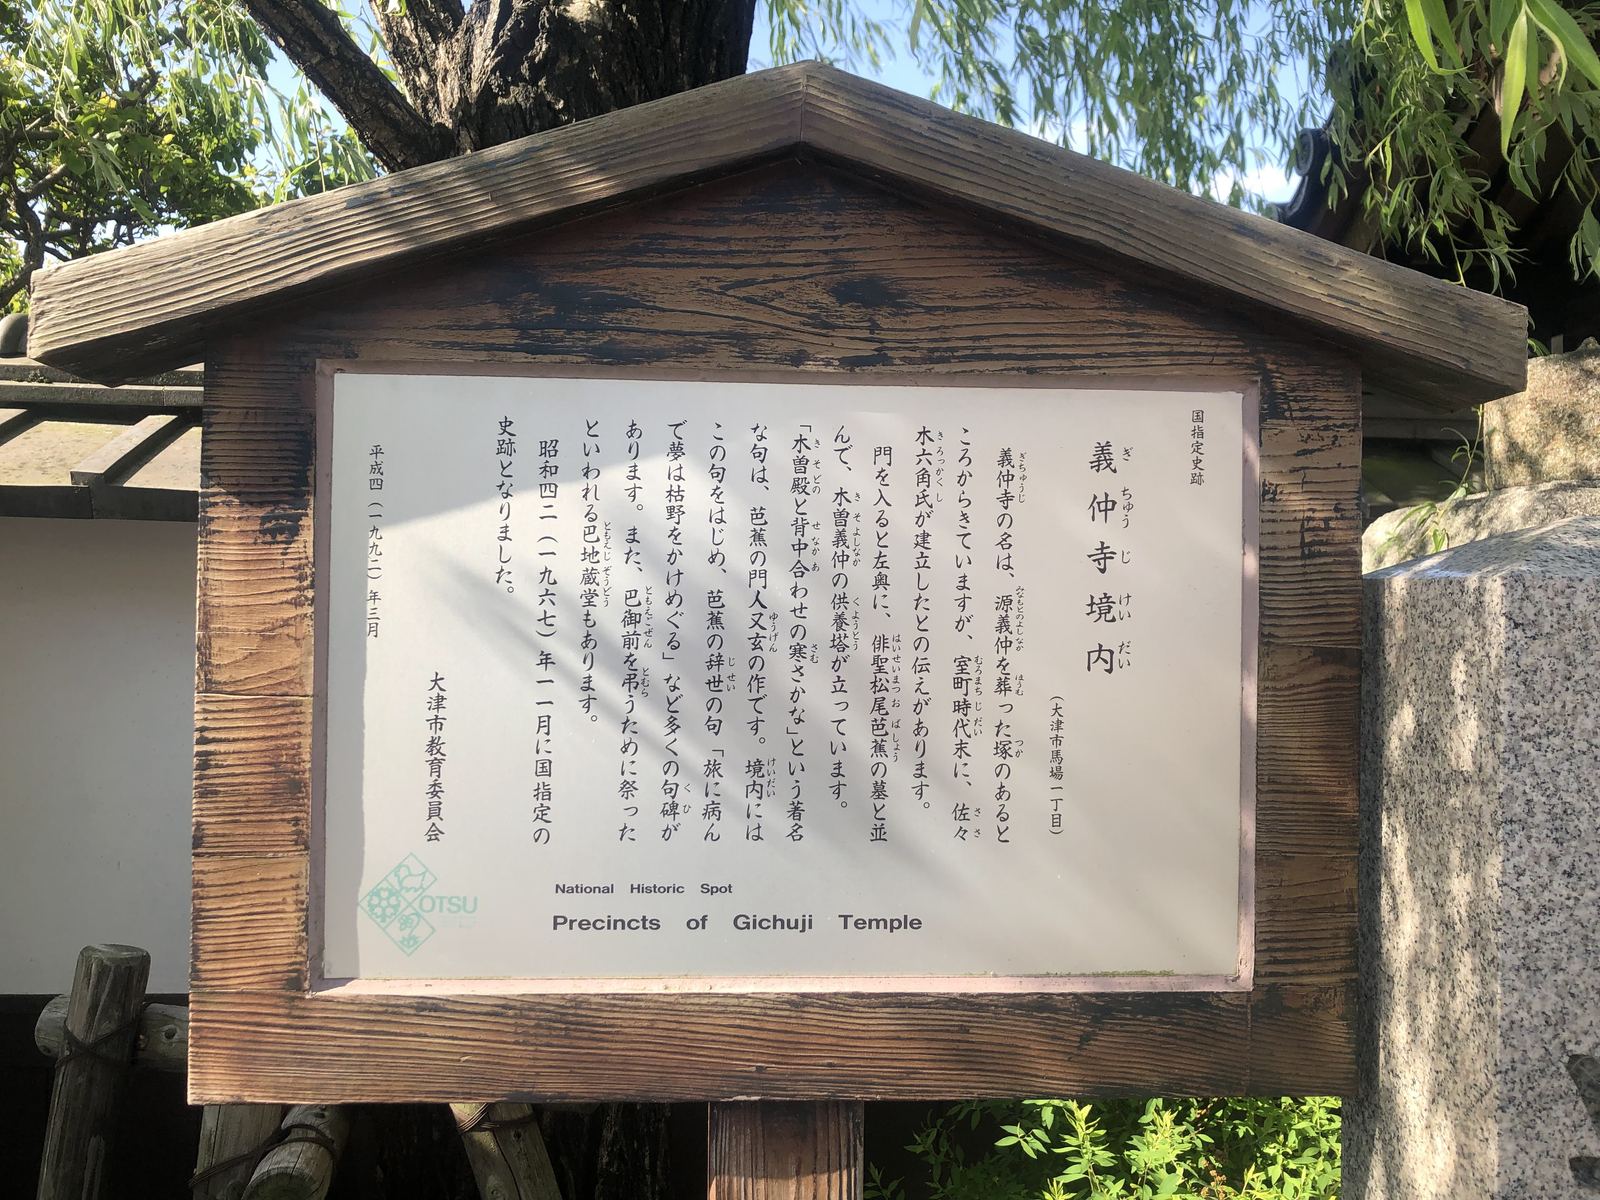 国指定史跡
義仲寺境内
ぎちゅうじけいだい
（大津市馬場一丁目）
義仲寺の名は、源義仲を葬った塚のあると
ころからきていますが、室町時代末に、佐々
木六角氏が建立したとの伝えがあります。
門を入ると左奥に、俳聖松尾芭蕉の墓と並
んで、木曽義仲の供養塔が立っています。
「木曽殿と背中合わせの寒さかな」という著名
な句は、芭蕉の門人又玄の作です。境内には
この句をはじめ、芭蕉の辞世の句「旅に病ん
で夢は枯野をかけめぐる」など多くの句碑が
あります。また、巴御前を弔うために祭った
といわれる巴地蔵堂もあります。
昭和四二（一九六七）年一一月に国指定の
史跡となりました。
大津市教育委員会
平成四（一九九二）年三月
OTSU
National Historic Spot
Precincts of Gichuji Temple